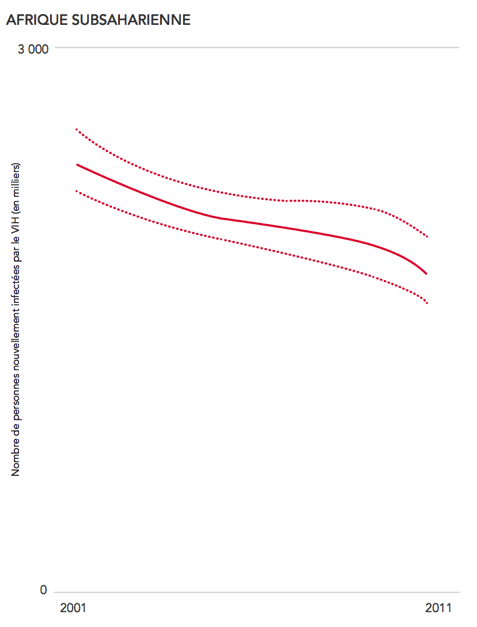 AFRIQUE SUBSAHARIENNE
3 000
Nombre de personnes nouvellement infectées par le VIH (en milliers)
0
2001
2011